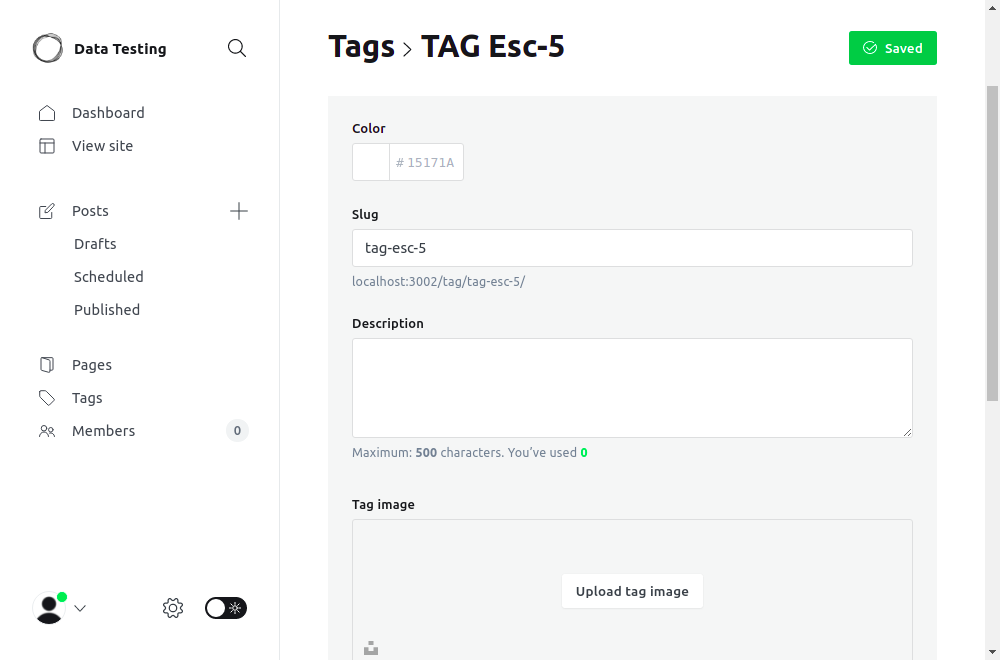 Data Testing
Dashboard
View site
Posts
Drafts
Scheduled
Published
Pages
Tags
Members 0
Tags > TAG Esc-5
Saved
Color
# 15171A
Slug
tag-esc-5
localhost:3002/tag/tag-esc-5/
Description
Maximum: 500 characters. You've used 0
Tag image
Upload tag image